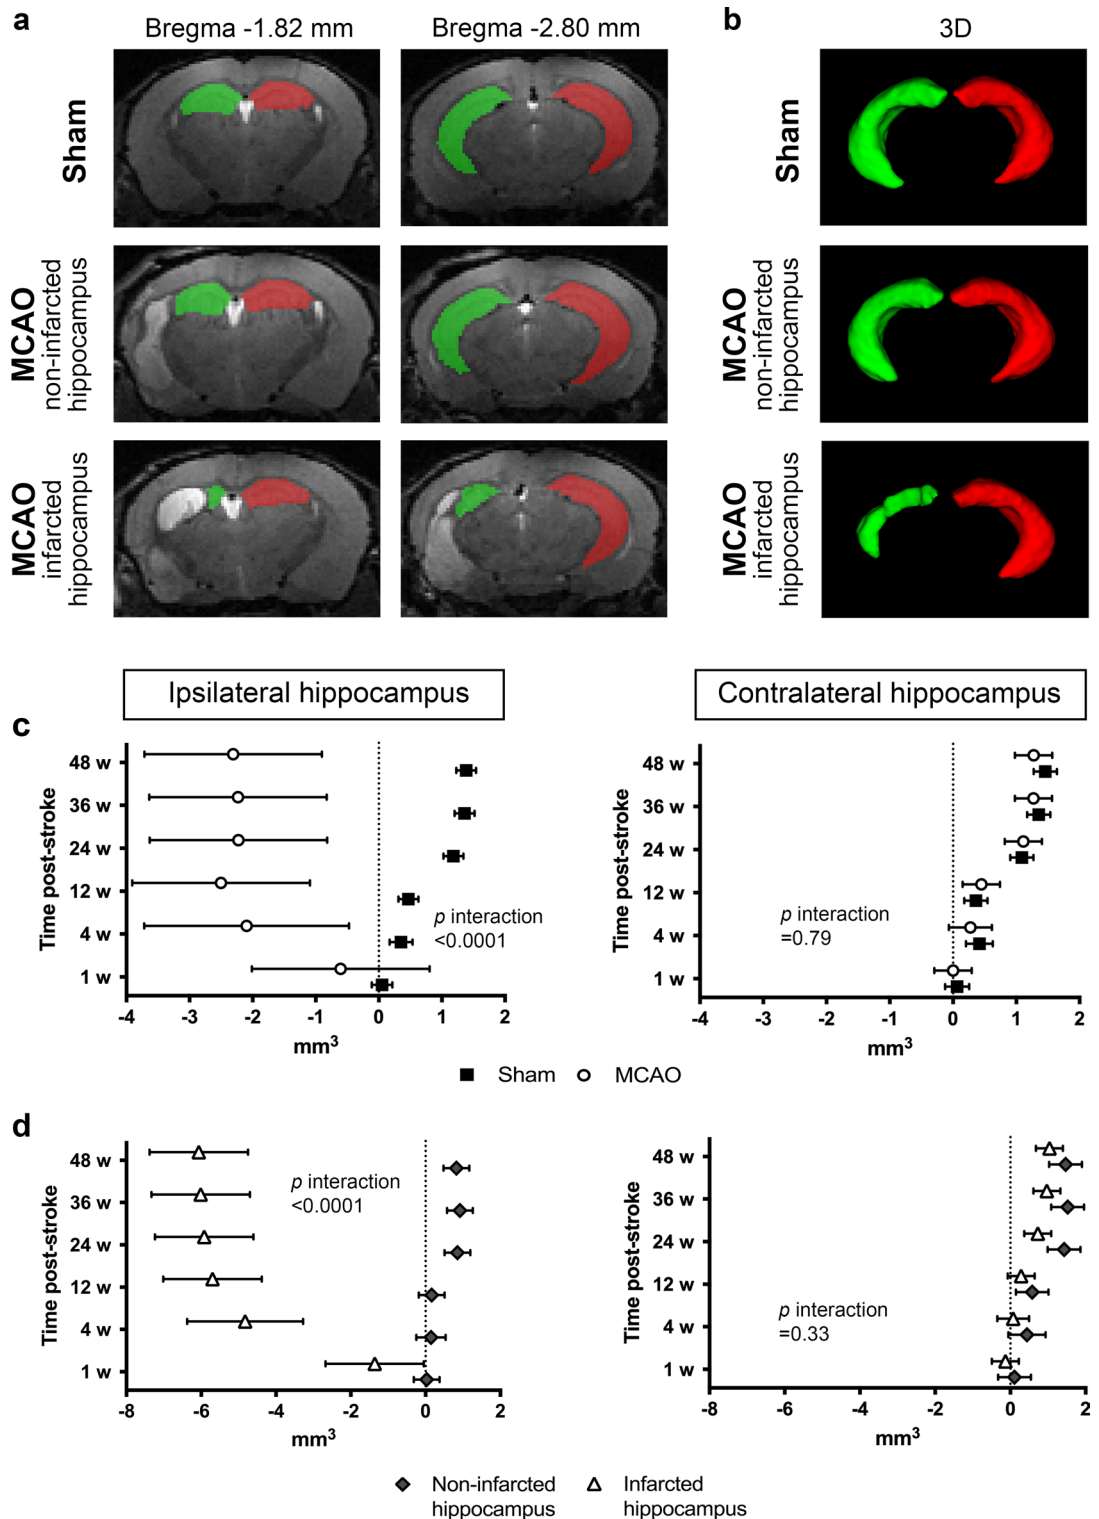 a
Bregma -1.82 mm
Bregma -2.80 mm
b
3D
Sham
Sham
MCAO
non-infarcted
hippocampus
MCAO
non-infarcted
hippocampus
MCAO
infarcted
hippocampus
MCAO
infarcted
hippocampus
Ipsilateral hippocampus
Contralateral hippocampus
c
Time post-stroke
48 w
36 w
24 w
12 w
4 w
1 w
p interaction
<0.0001
-4 -3 -2 -1 0 1 2
mm³
Time post-stroke
48 w
36 w
24 w
12 w
4 w
1 w
p interaction
=0.79
-4 -3 -2 -1 0 1 2
mm³
Sham MCAO
d
Time post-stroke
48 w
36 w
24 w
12 w
4 w
1 w
p interaction
<0.0001
-8 -6 -4 -2 0 2
mm³
Time post-stroke
48 w
36 w
24 w
12 w
4 w
1 w
p interaction
=0.33
-8 -6 -4 -2 0 2
mm³
Non-infarcted
hippocampus
Infarcted
hippocampus